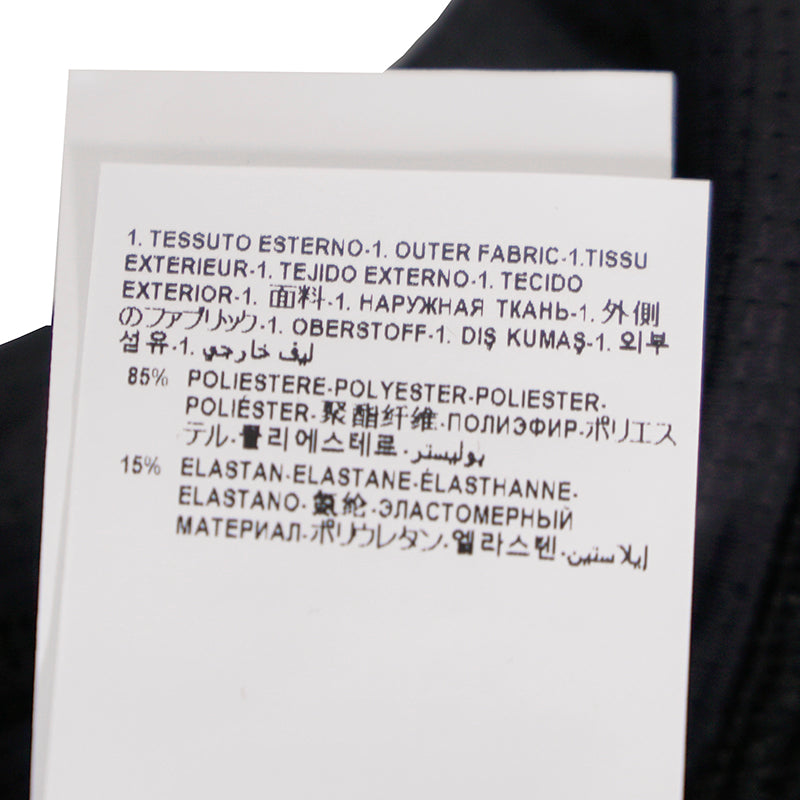 1. TESSUTO ESTERNO-1. OUTER FABRIC-1.TISSU
EXTERIEUR-1. TEJIDO EXTERNO-1. TECIDO
EXTERIOR-1. 面料-1. НАРУЖНАЯ ТКАНЬ-1. 外側
のファブリック-1. OBERSTOFF-1. DIŞ KUMAŞ-1. 외부
섬유-1. ليف خارجي
85% POLIESTERE-POLYESTER-POLIESTER-
POLIÉSTER-聚酯纤维-ПОЛИЭФИР-ポリエス
テル-폴리에스테르-بوليستر
15% ELASTAN-ELASTANE-ÉLASTHANNE-
ELASTANO-氨纶-ЭЛАСТОМЕРНЫЙ
МАТЕРИАЛ-ポリウレタン-엘라스텐-إيلاستين